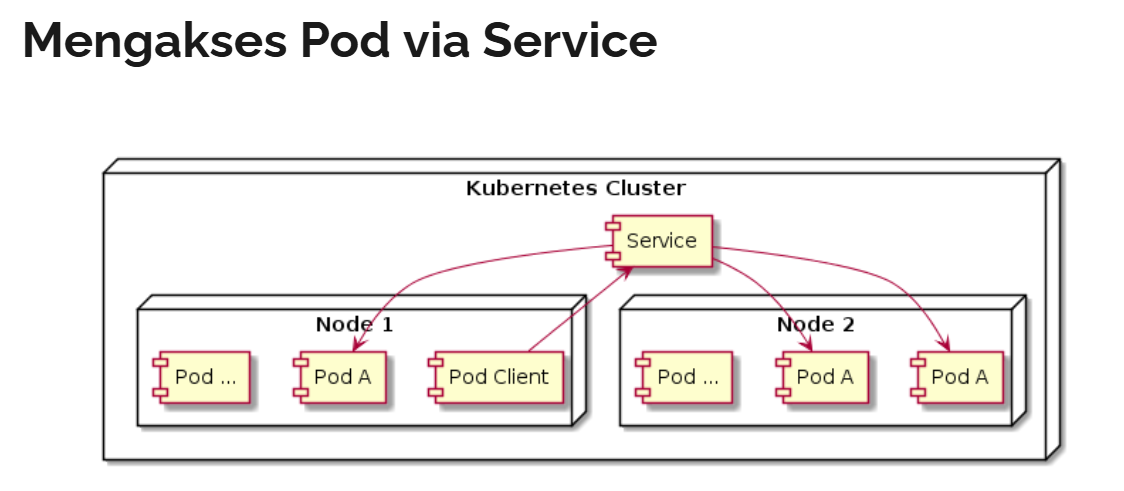 Mengakses Pod via Service
Kubernetes Cluster
Service
Node 1
Pod ...
Pod A
Pod Client
Node 2
Pod ...
Pod A
Pod A